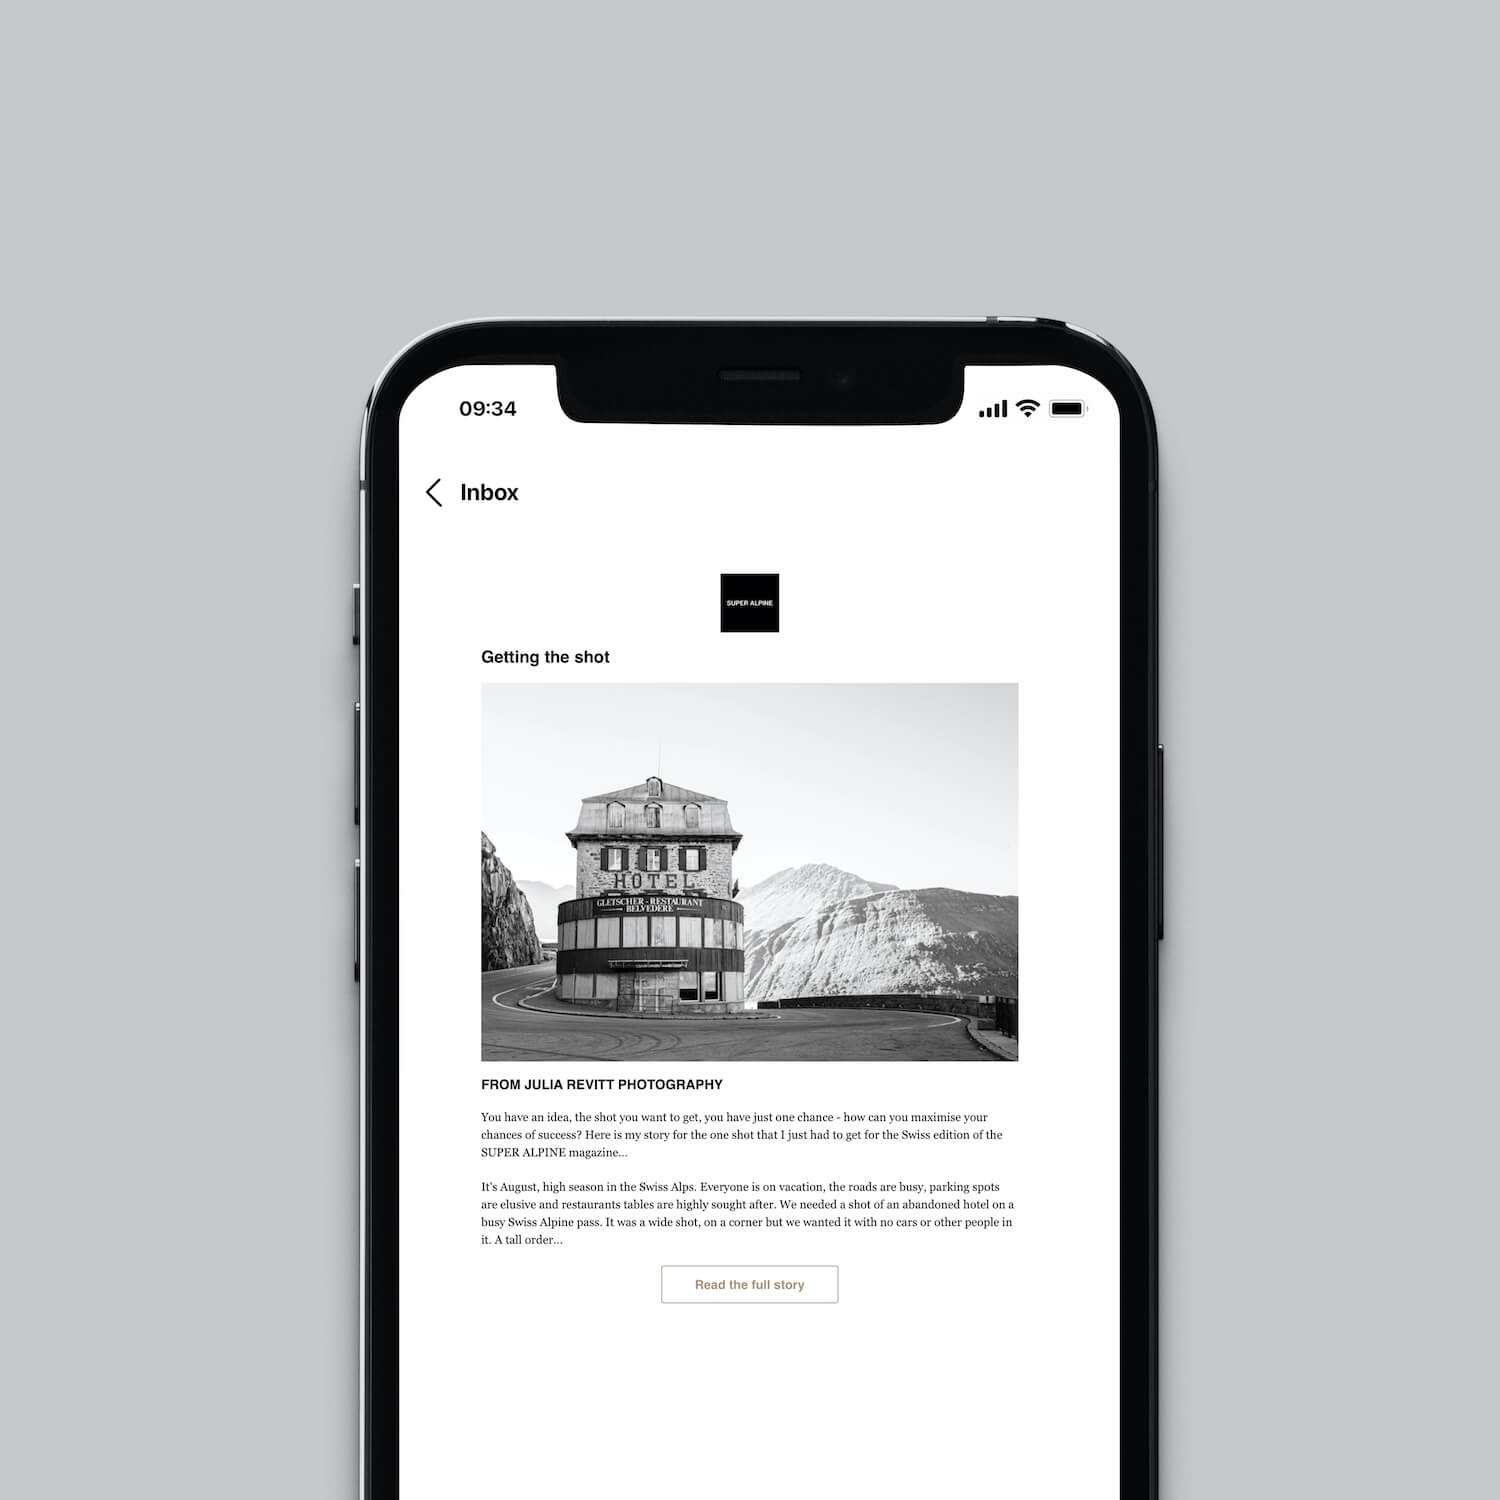 09:34
Inbox
SUPER ALPINE
Getting the shot
HOTEL
GLETSCHER - RESTAURANT
BELVEDERE
FROM JULIA REVITT PHOTOGRAPHY
You have an idea, the shot you want to get, you have just one chance - how can you maximise your
chances of success? Here is my story for the one shot that I just had to get for the Swiss edition of the
SUPER ALPINE magazine...
It's August, high season in the Swiss Alps. Everyone is on vacation, the roads are busy, parking spots
are elusive and restaurants tables are highly sought after. We needed a shot of an abandoned hotel on a
busy Swiss Alpine pass. It was a wide shot, on a corner but we wanted it with no cars or other people in
it. A tall order...
Read the full story